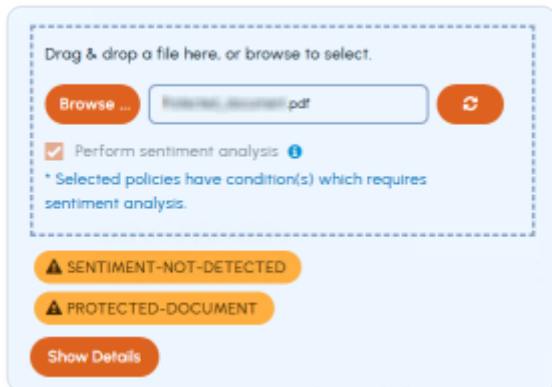 Drag & drop a file here, or browse to select.
Browse ... .pdf
Perform sentiment analysis
* Selected policies have condition(s) which requires
sentiment analysis.
SENTIMENT-NOT-DETECTED
PROTECTED-DOCUMENT
Show Details